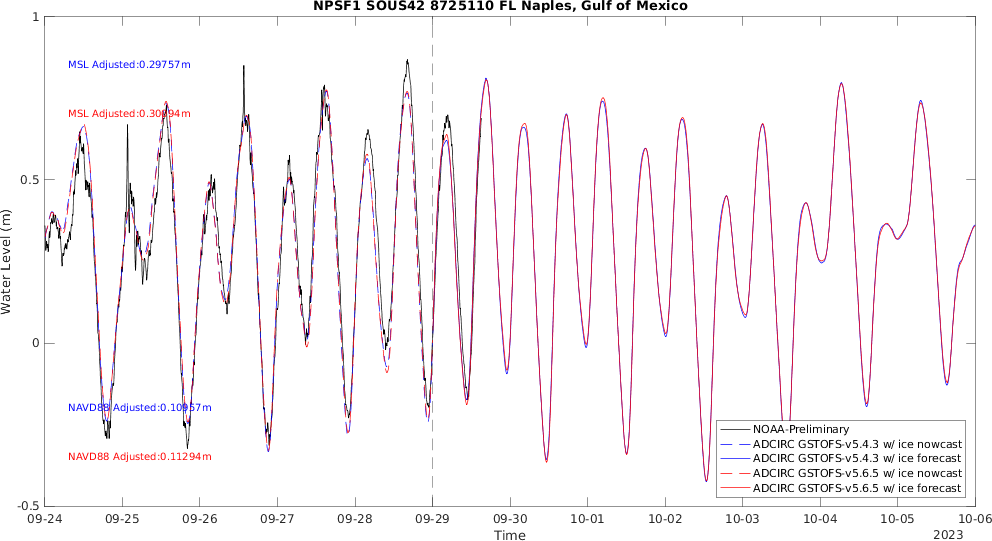 NPSF1 SOUS42 8725110 FL Naples, Gulf of Mexico
1
MSL Adjusted:0.29757m
MSL Adjusted:0.30094m
0.5
Water Level (m)
0
NAVD88 Adjusted:0.10957m
NAVD88 Adjusted:0.11294m
NOAA-Preliminary
ADCIRC GSTOFS-v5.4.3 w/ ice nowcast
ADCIRC GSTOFS-v5.4.3 w/ ice forecast
ADCIRC GSTOFS-v5.6.5 w/ ice nowcast
ADCIRC GSTOFS-v5.6.5 w/ ice forecast
-0.5
09-24 09-25 09-26 09-27 09-28 09-29 09-30 10-01 10-02 10-03 10-04 10-05 10-06
Time
2023